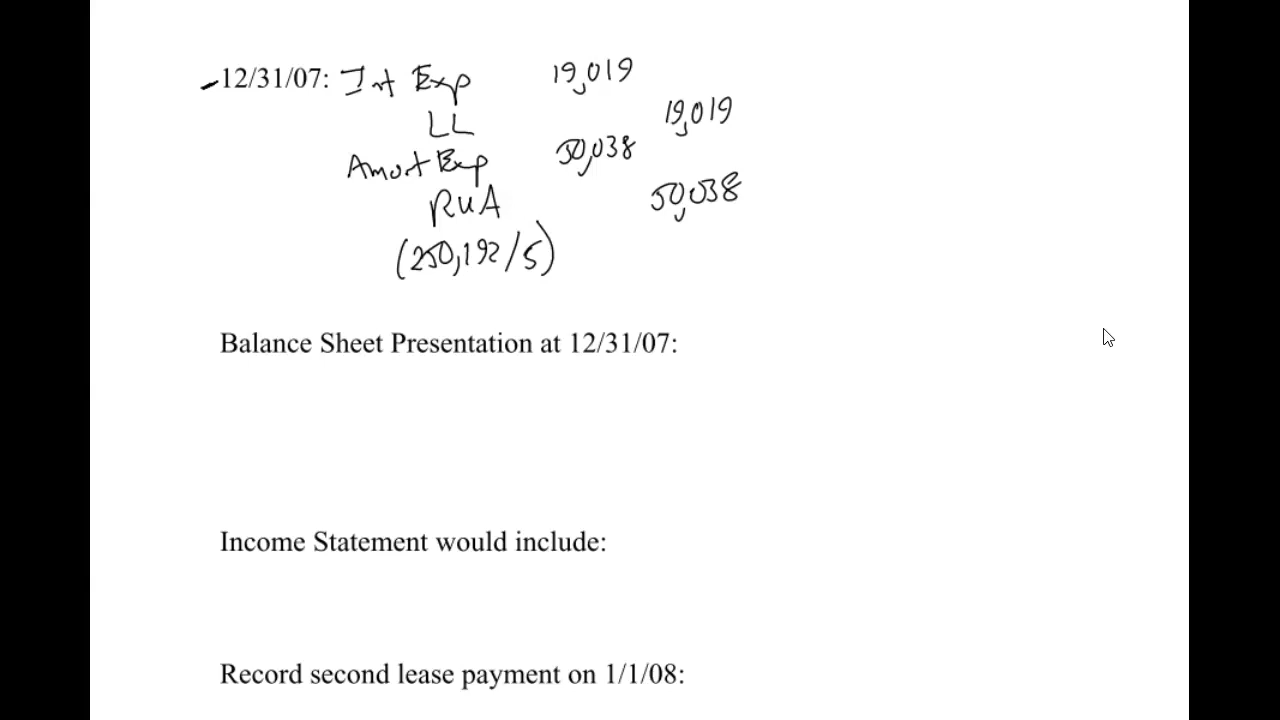 12/31/07: Int Exp 19,019
LL 19,019
Amort Exp 50,038
RUA 50,038
(250,192/5)
Balance Sheet Presentation at 12/31/07:
Income Statement would include:
Record second lease payment on 1/1/08: